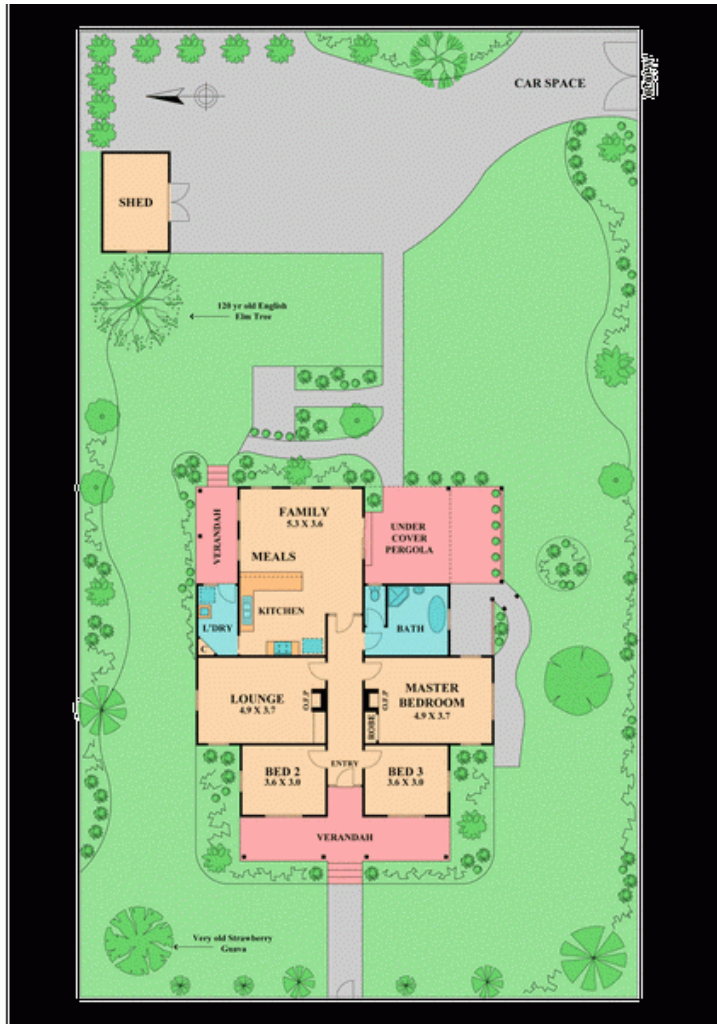 CAR SPACE
SHED
120 yr old English
Elm Tree
FAMILY
5.3 X 3.6
VERANDAH
UNDER
COVER
PERGOLA
MEALS
KITCHEN
L'DRY
BATH
C
LOUNGE
4.9 X 3.7
O.F.P
O.F.P
MASTER
BEDROOM
4.9 X 3.7
ROBE
ENTRY
BED 2
3.6 X 3.0
BED 3
3.6 X 3.0
VERANDAH
Very old Strawberry
Guava